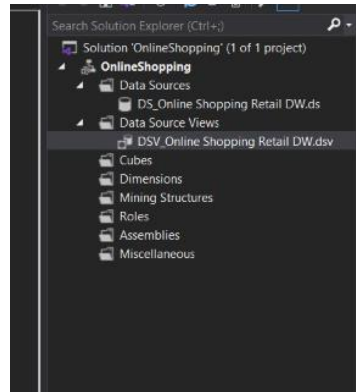 Search Solution Explorer (Ctrl+;)
Solution 'OnlineShopping' (1 of 1 project)
OnlineShopping
Data Sources
DS_Online Shopping Retail DW.ds
Data Source Views
DSV_Online Shopping Retail DW.dsv
Cubes
Dimensions
Mining Structures
Roles
Assemblies
Miscellaneous